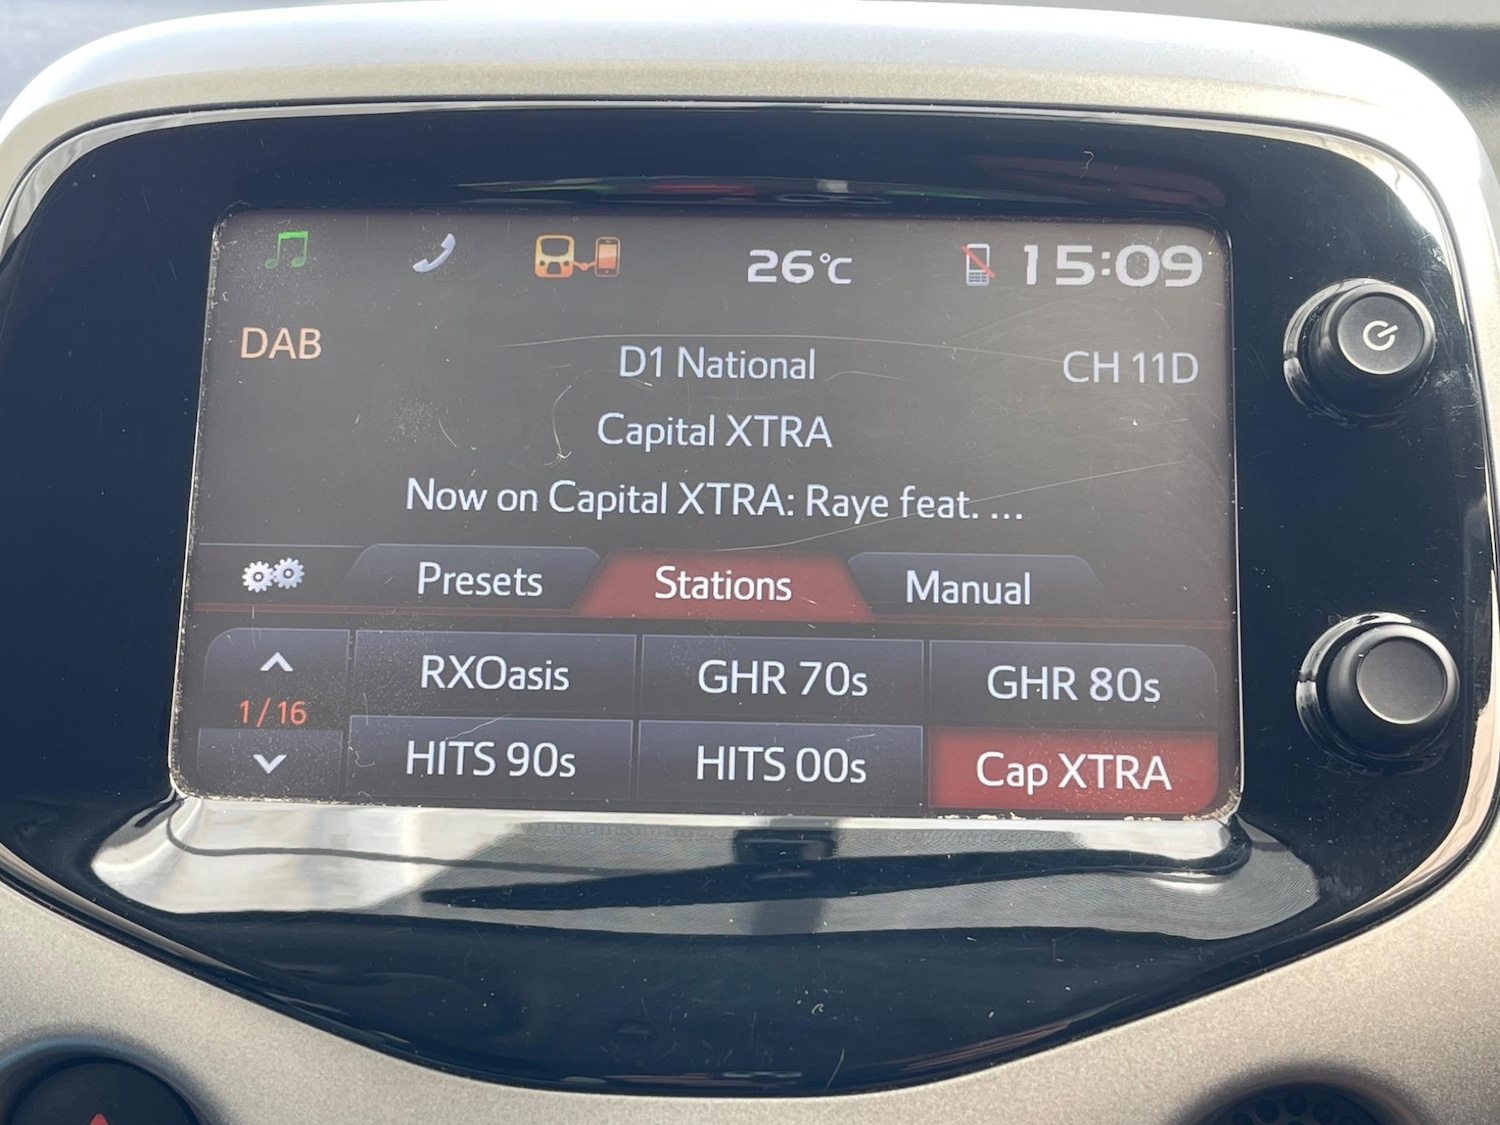 26°C 15:09
DAB D1 National CH 11D
Capital XTRA
Now on Capital XTRA: Raye feat. ...
Presets Stations Manual
RXOasis GHR 70s GHR 80s
1/16
HITS 90s HITS 00s Cap XTRA